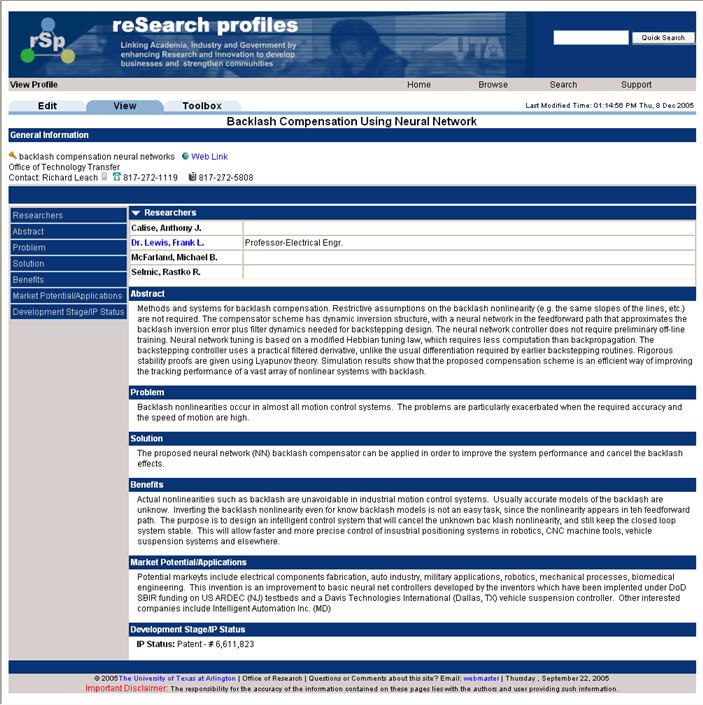 reSearch profiles
rSp
Linking Academia, Industry and Government by
enhancing Research and Innovation to develop
businesses and strengthen communities
UTA
Quick Search
View Profile Home Browse Search Support
Edit View Toolbox Last Modified Time: 01:14:56 PM Thu, 8 Dec 2005
Backlash Compensation Using Neural Network
General Information
backlash compensation neural networks Web Link
Office of Technology Transfer
Contact: Richard Leach 817-272-1119 817-272-5808
Researchers
Abstract
Problem
Solution
Benefits
Market Potential/Applications
Development Stage/IP Status
Researchers
Calise, Anthony J.
Dr. Lewis, Frank L. Professor-Electrical Engr.
McFarland, Michael B.
Selmic, Rastko R.
Abstract
Methods and systems for backlash compensation. Restrictive assumptions on the backlash nonlinearity (e.g. the same slopes of the lines, etc.)
are not required. The compensator scheme has dynamic inversion structure, with a neural network in the feedforward path that approximates the
backlash inversion error plus filter dynamics needed for backstepping design. The neural network controller does not require preliminary off-line
training. Neural network tuning is based on a modified Hebbian tuning law, which requires less computation than backpropagation. The
backstepping controller uses a practical filtered derivative, unlike the usual differentiation required by earlier backstepping routines. Rigorous
stability proofs are given using Lyapunov theory. Simulation results show that the proposed compensation scheme is an efficient way of improving
the tracking performance of a vast array of nonlinear systems with backlash.
Problem
Backlash nonlinearities occur in almost all motion control systems. The problems are particularly exacerbated when the required accuracy and
the speed of motion are high.
Solution
The proposed neural network (NN) backlash compensator can be applied in order to improve the system performance and cancel the backlash
effects.
Benefits
Actual nonlinearities such as backlash are unavoidable in industrial motion control systems. Usually accurate models of the backlash are
unknow. Inverting the backlash nonlinearity even for know backlash models is not an easy task, since the nonlinearity appears in teh feedforward
path. The purpose is to design an intelligent control system that will cancel the unknown bac klash nonlinearity, and still keep the closed loop
system stable. This will allow faster and more precise control of insustrial positioning systems in robotics, CNC machine tools, vehicle
suspension systems and elsewhere.
Market Potential/Applications
Potential markeyts include electrical components fabrication, auto industry, military applications, robotics, mechanical processes, biomedical
engineering. This invention is an improvement to basic neural net controllers developed by the inventors which have been implented under DoD
SBIR funding on US ARDEC (NJ) testbeds and a Davis Technologies International (Dallas, TX) vehicle suspension controller. Other interested
companies include Intelligent Automation Inc. (MD)
Development Stage/IP Status
IP Status: Patent - # 6,611,823
© 2005 The University of Texas at Arlington | Office of Research | Questions or Comments about this site? Email: webmaster | Thursday , September 22, 2005
Important Disclaimer: The responsibility for the accuracy of the information contained on these pages lies with the authors and user providing such information.